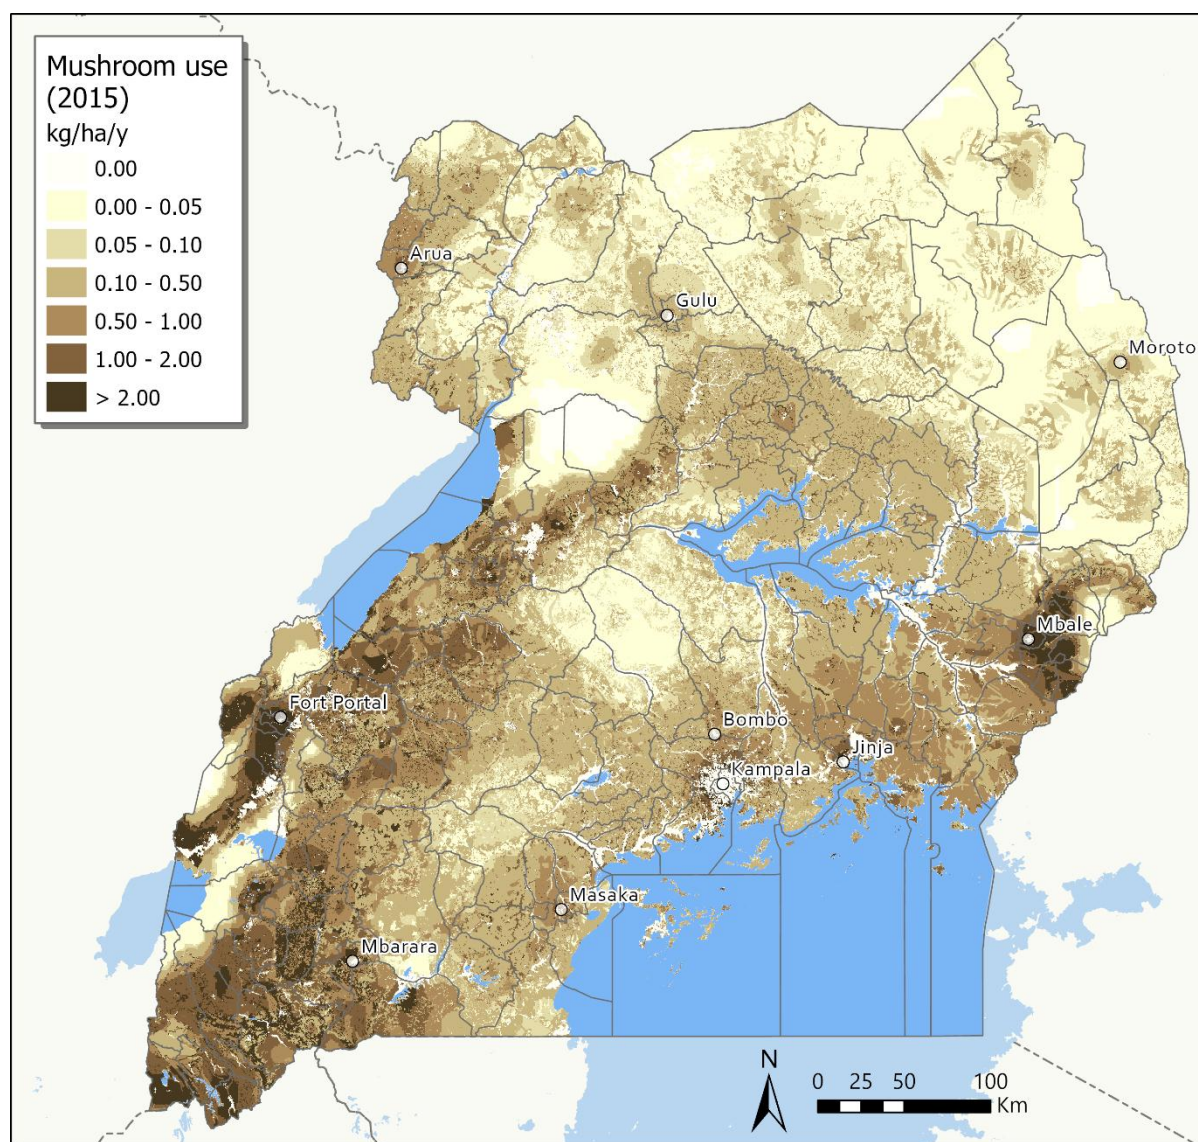 Mushroom use
(2015)
kg/ha/y
0.00
0.00 - 0.05
0.05 - 0.10
0.10 - 0.50
0.50 - 1.00
1.00 - 2.00
> 2.00
Arua
Gulu
Moroto
Mbale
Fort Portal
Bombo
Jinja
Kampala
Masaka
Mbarara
N
0 25 50 100
Km